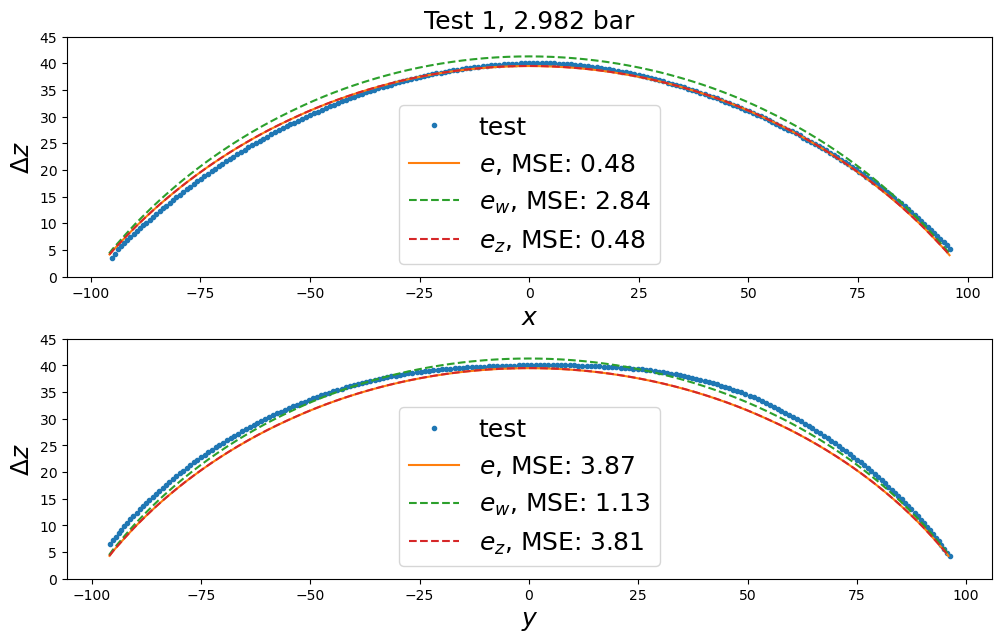 Test 1, 2.982 bar
45
40
35
30
25
20
15
10
5
0
Δz
test
e, MSE: 0.48
e_w, MSE: 2.84
e_z, MSE: 0.48
−100
−75
−50
−25
0
25
50
75
100
x
45
40
35
30
25
20
15
10
5
0
Δz
test
e, MSE: 3.87
e_w, MSE: 1.13
e_z, MSE: 3.81
−100
−75
−50
−25
0
25
50
75
100
y